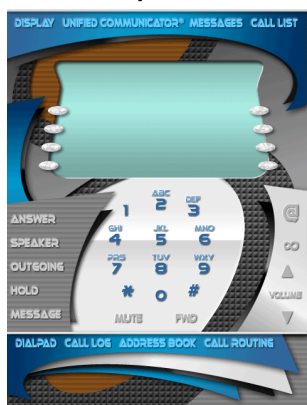 DISPLAY UNIFIED COMMUNICATOR® MESSAGES CALL LIST
ABC DEF
1 2 3
GHI JKL MNO
4 5 6
PRS TUV WXY
7 8 9
* 0 #
MUTE FWD
ANSWER
SPEAKER
OUTGOING
HOLD
MESSAGE
@
∞
VOLUME
DIALPAD CALL LOG ADDRESS BOOK CALL ROUTING